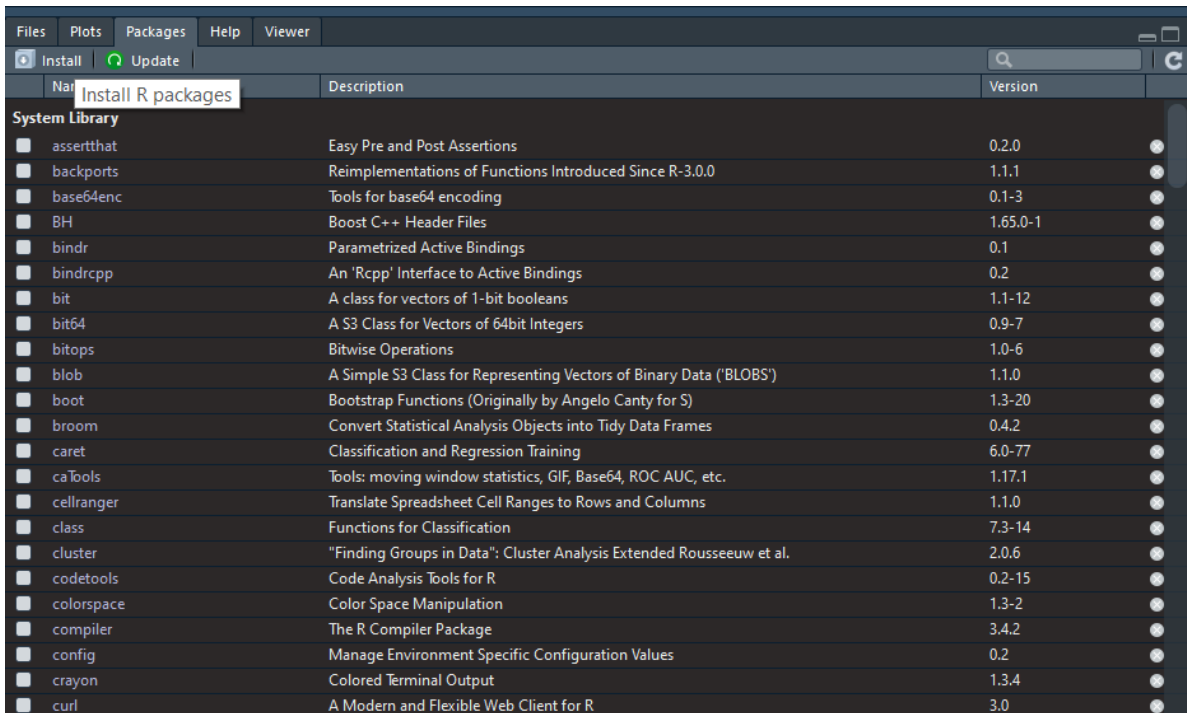 Files Plots Packages Help Viewer
Install Update
Description Version
Install R packages
System Library
assertthat Easy Pre and Post Assertions 0.2.0
backports Reimplementations of Functions Introduced Since R-3.0.0 1.1.1
base64enc Tools for base64 encoding 0.1-3
BH Boost C++ Header Files 1.65.0-1
bindr Parametrized Active Bindings 0.1
bindrcpp An 'Rcpp' Interface to Active Bindings 0.2
bit A class for vectors of 1-bit booleans 1.1-12
bit64 A S3 Class for Vectors of 64bit Integers 0.9-7
bitops Bitwise Operations 1.0-6
blob A Simple S3 Class for Representing Vectors of Binary Data ('BLOBS') 1.1.0
boot Bootstrap Functions (Originally by Angelo Canty for S) 1.3-20
broom Convert Statistical Analysis Objects into Tidy Data Frames 0.4.2
caret Classification and Regression Training 6.0-77
caTools Tools: moving window statistics, GIF, Base64, ROC AUC, etc. 1.17.1
cellranger Translate Spreadsheet Cell Ranges to Rows and Columns 1.1.0
class Functions for Classification 7.3-14
cluster "Finding Groups in Data": Cluster Analysis Extended Rousseeuw et al. 2.0.6
codetools Code Analysis Tools for R 0.2-15
colorspace Color Space Manipulation 1.3-2
compiler The R Compiler Package 3.4.2
config Manage Environment Specific Configuration Values 0.2
crayon Colored Terminal Output 1.3.4
curl A Modern and Flexible Web Client for R 3.0